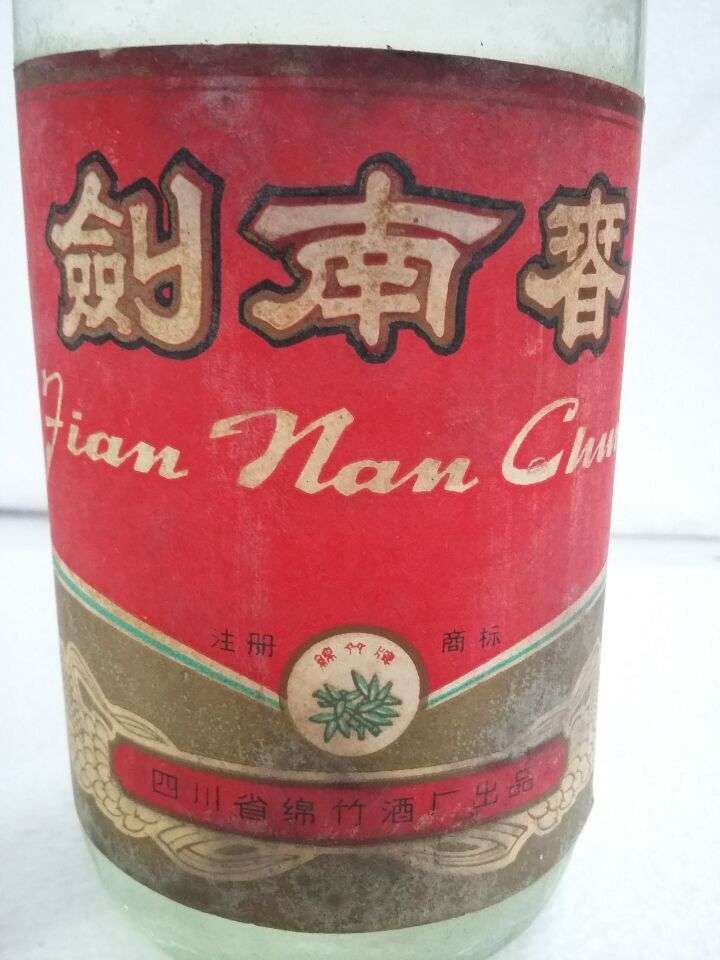 劍南春
Jian Nan Chu
注册
綿竹牌
商标
四川省绵竹酒厂出品